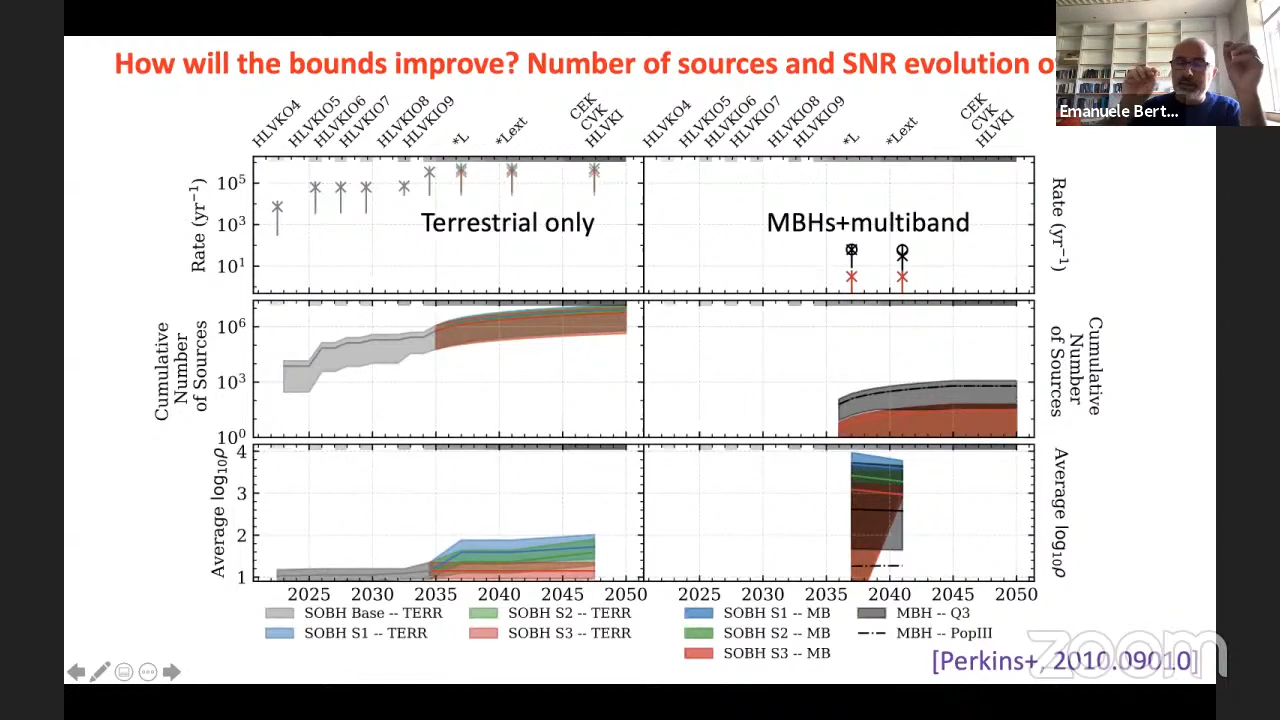 How will the bounds improve? Number of sources and SNR evolution o
Emanuele Bert...
HLVKO4
HLVKIO5
HLVKIO6
HLVKIO7
HLVKIO8
HLVKIO9
*L
*Lext
CEK
CVK
HLVKI
HLVKO4
HLVKIO5
HLVKIO6
HLVKIO7
HLVKIO8
HLVKIO9
*L
*Lext
CEK
CVK
HLVKI
Rate (yr⁻¹)
10⁵
10³
10¹
Terrestrial only
MBHs+multiband
Rate (yr⁻¹)
Cumulative
Number
of Sources
10⁶
10³
10⁰
Cumulative
Number
of Sources
Average log₁₀ρ
4
3
2
1
Average log₁₀ρ
2025 2030 2035 2040 2045 2050 2025 2030 2035 2040 2045 2050
SOBH Base -- TERR
SOBH S1 -- TERR
SOBH S2 -- TERR
SOBH S3 -- TERR
SOBH S1 -- MB
SOBH S2 -- MB
SOBH S3 -- MB
MBH -- Q3
MBH -- PopIII
[Perkins+, 2010.09010]
zoom